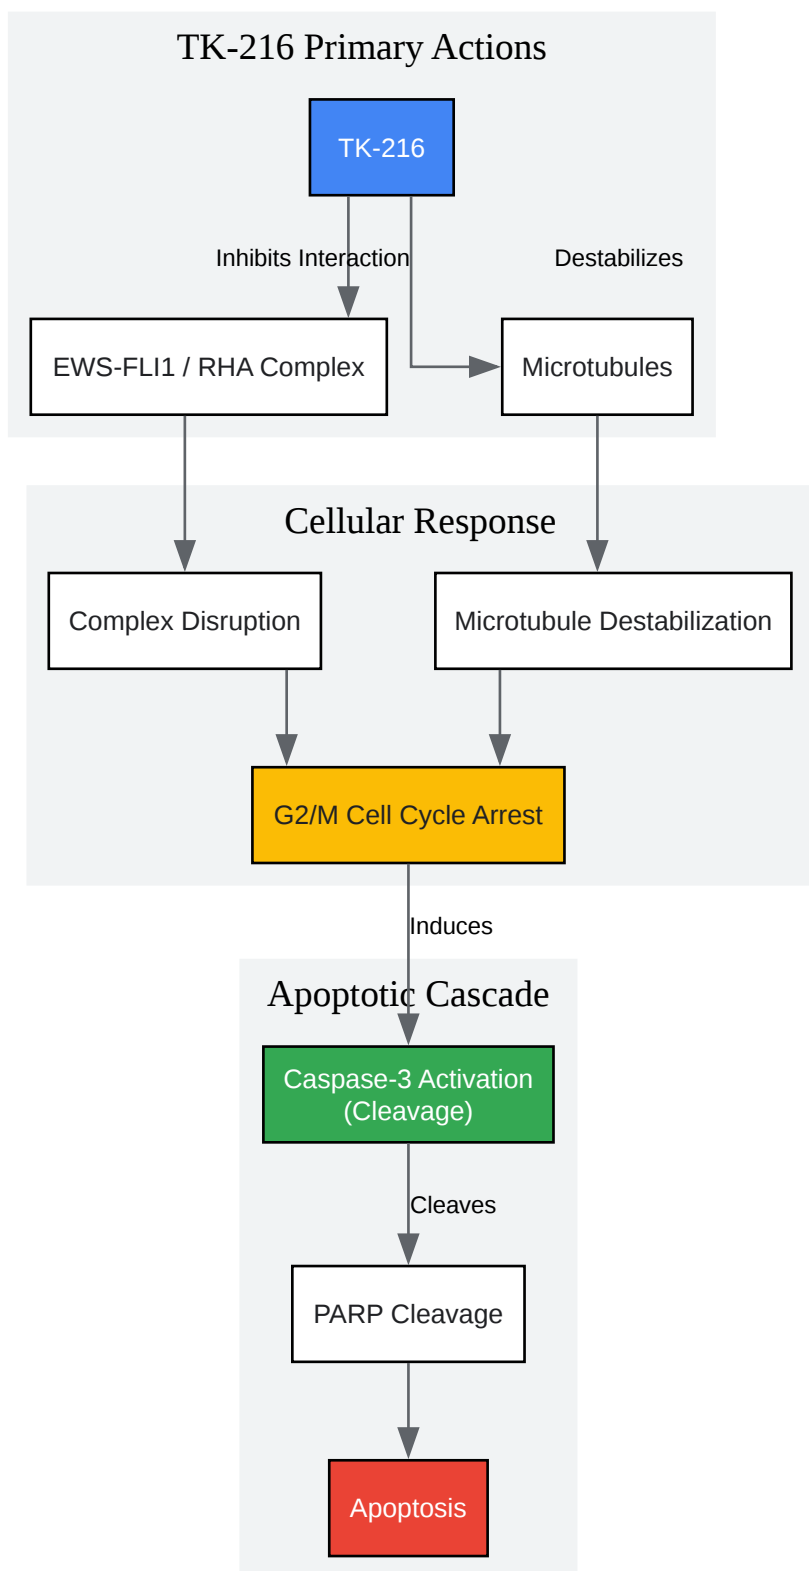 TK-216 Primary Actions
TK-216
Inhibits Interaction
Destabilizes
EWS-FLI1 / RHA Complex
Microtubules
Cellular Response
Complex Disruption
Microtubule Destabilization
G2/M Cell Cycle Arrest
Induces
Apoptotic Cascade
Caspase-3 Activation
(Cleavage)
Cleaves
PARP Cleavage
Apoptosis